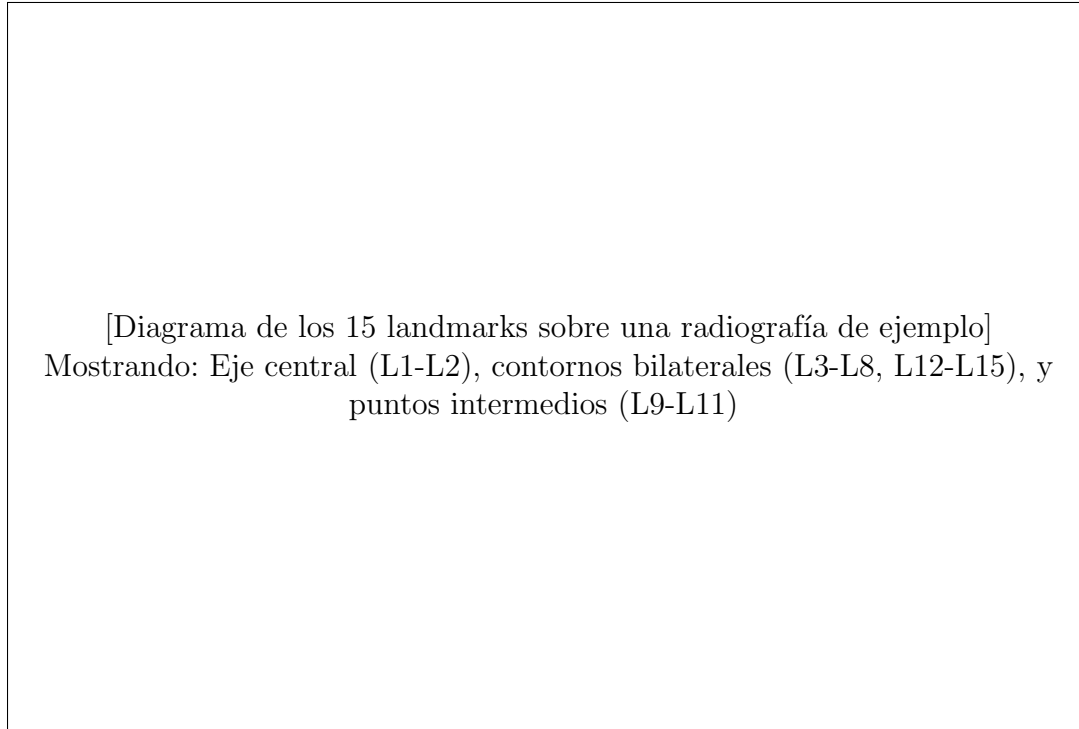 [Diagrama de los 15 landmarks sobre una radiografía de ejemplo]
Mostrando: Eje central (L1-L2), contornos bilaterales (L3-L8, L12-L15), y
puntos intermedios (L9-L11)